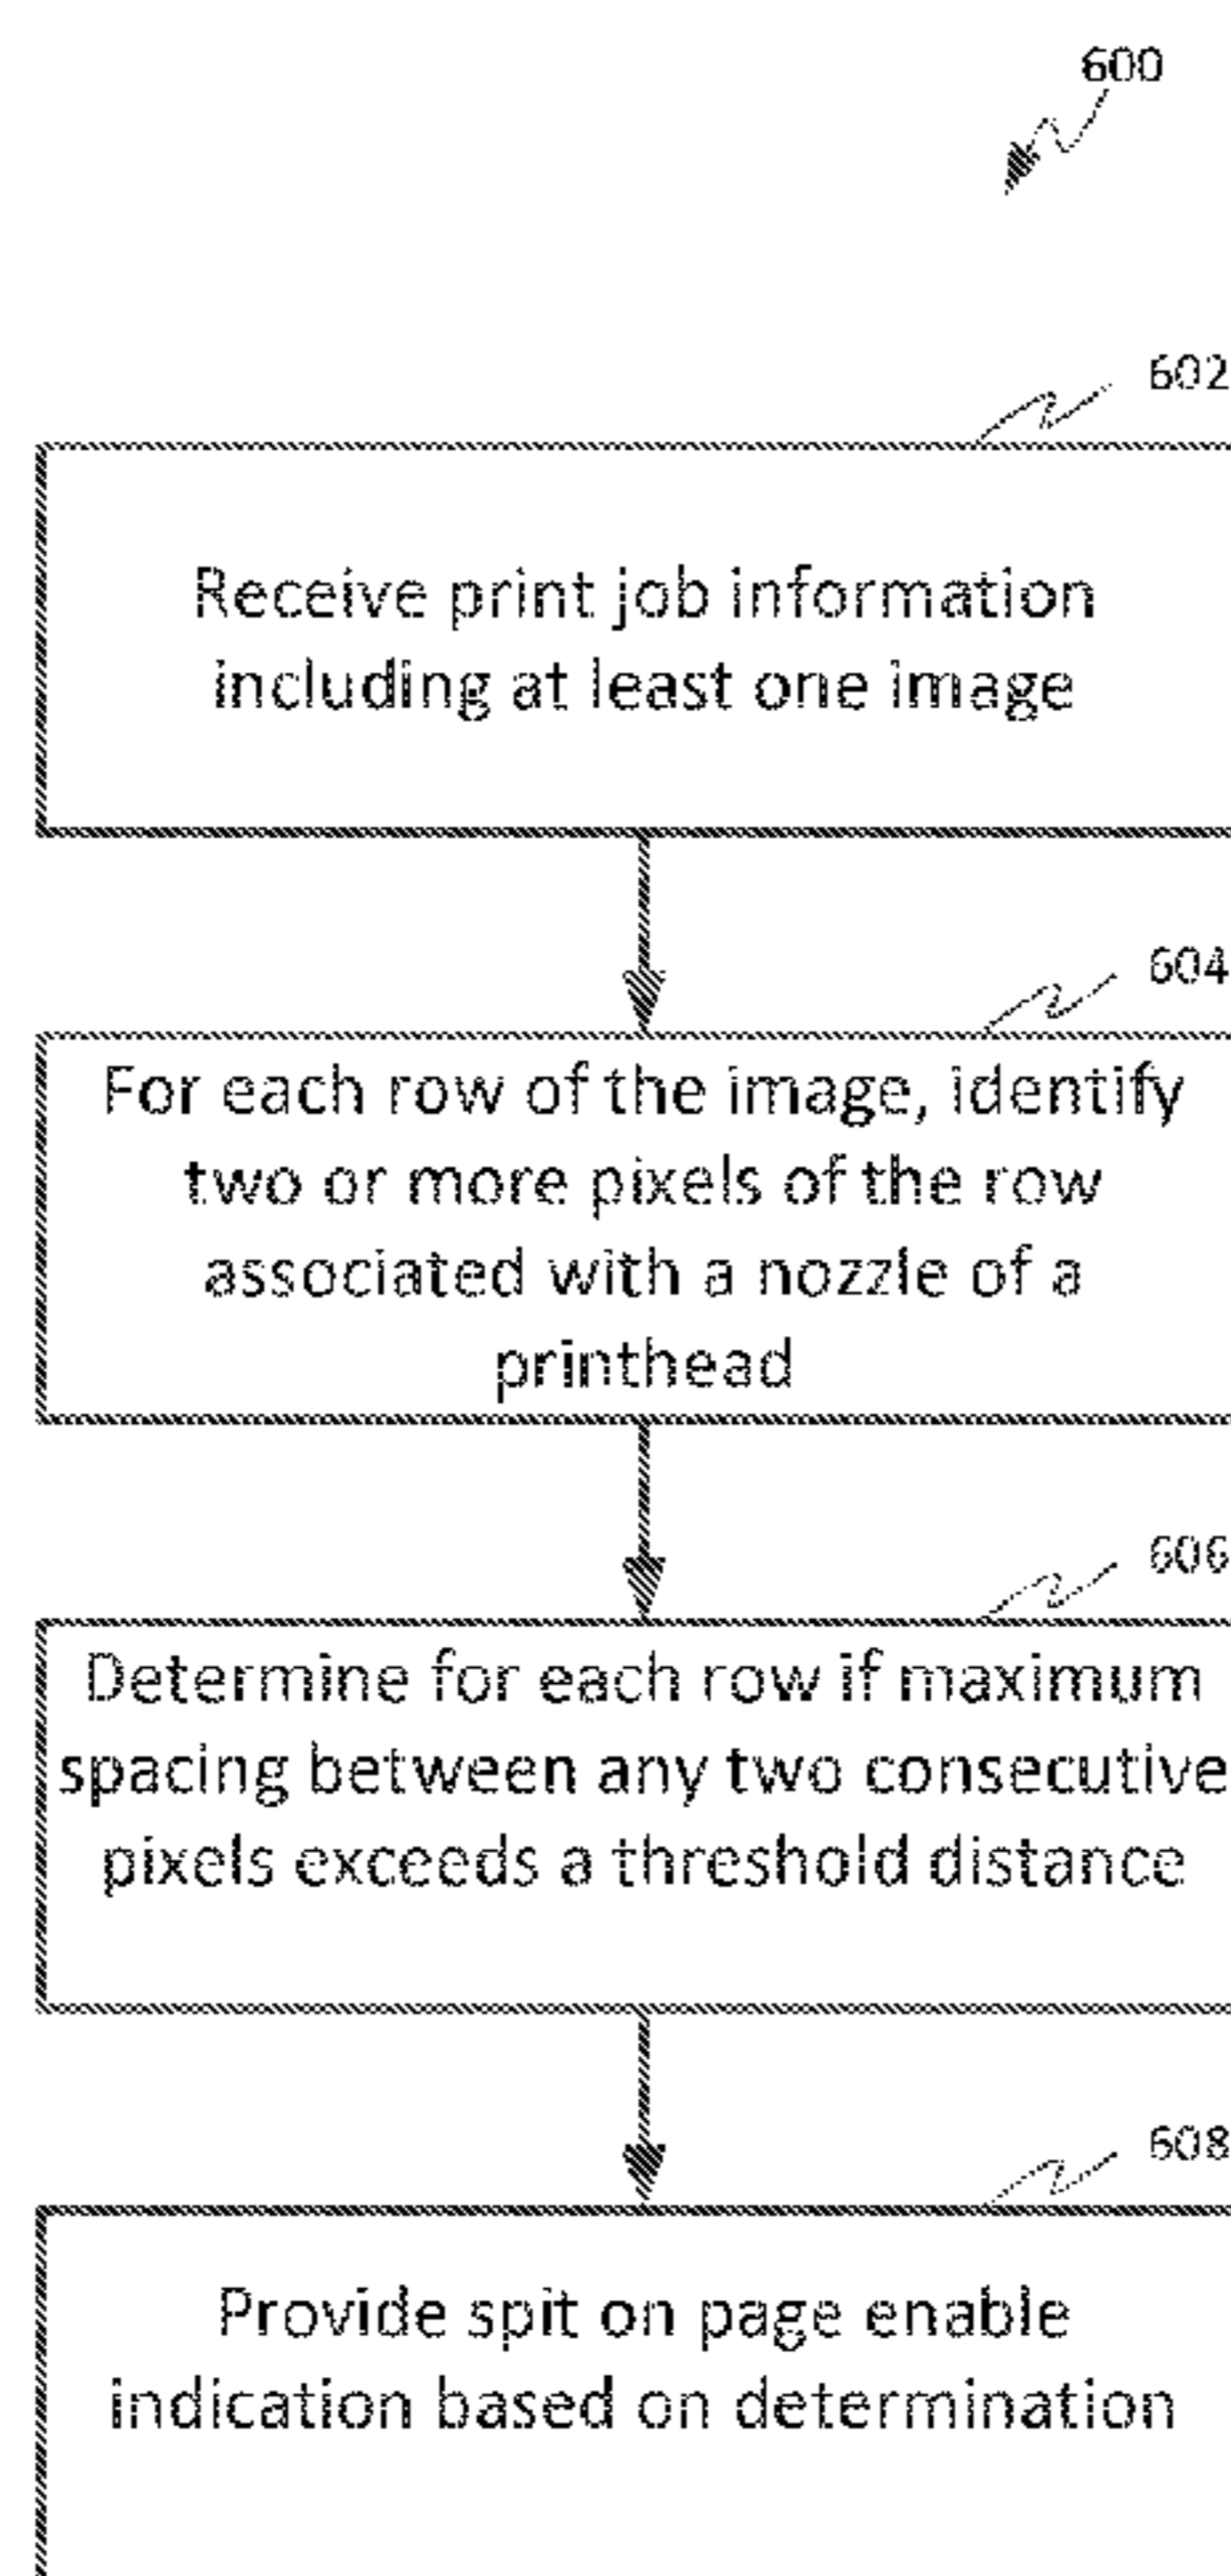 600
602
Receive print job information
including at least one image
604
For each row of the image, identify
two or more pixels of the row
associated with a nozzle of a
printhead
606
Determine for each row if maximum
spacing between any two consecutive
pixels exceeds a threshold distance
608
Provide spit on page enable
indication based on determination